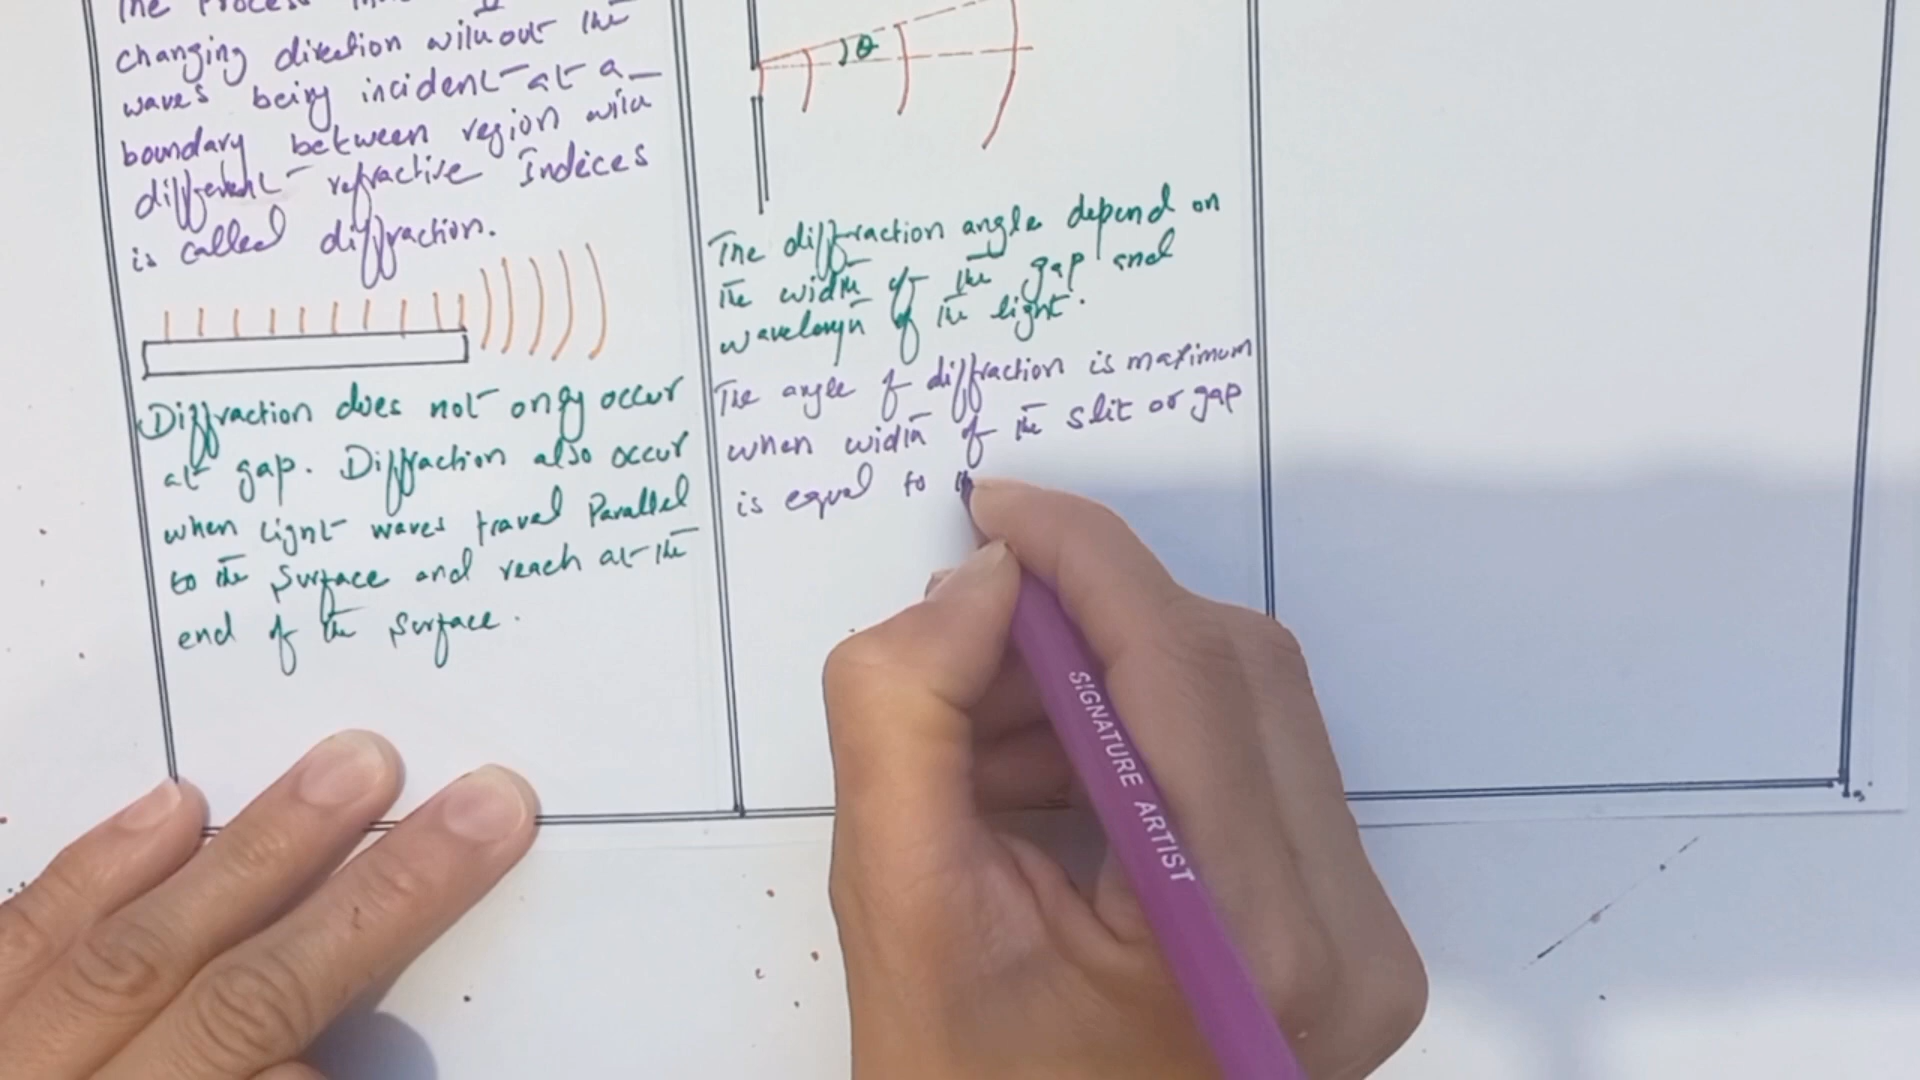 The Process
changing direction without the
waves being incident at a
boundary between region with
different refractive Indices
is called diffraction.
Diffraction does not only occur
at gap. Diffraction also occur
when light waves travel Parallel
to the surface and reach at the
end of the surface.
θ
The diffraction angle depend on
the width of the gap and
wavelength of the light.
The angle of diffraction is maximum
when width of the slit or gap
is equal to
SIGNATURE ARTIST